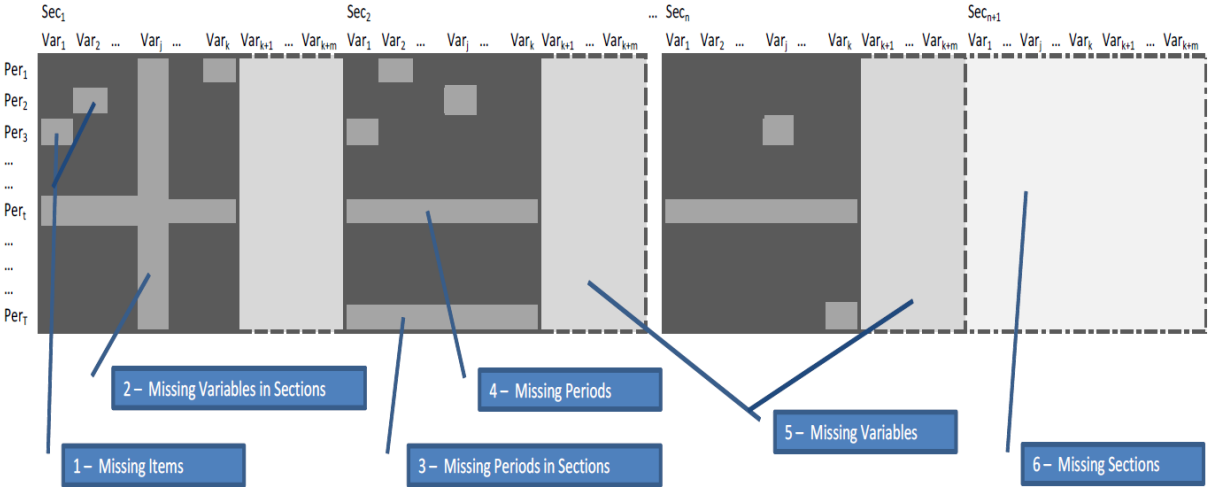 Sec₁ Sec₂ ... Secₙ Secₙ₊₁
Var₁ Var₂ ... Varⱼ ... Varₖ Varₖ₊₁ ... Varₖ₊ₘ Var₁ Var₂ ... Varⱼ ... Varₖ Varₖ₊₁ ... Varₖ₊ₘ Var₁ Var₂ ... Varⱼ ... Varₖ Varₖ₊₁ ... Varₖ₊ₘ Var₁ ... Varⱼ ... Varₖ Varₖ₊₁ ... Varₖ₊ₘ
Per₁
Per₂
Per₃
...
...
Perₜ
...
...
...
Per_T
2 – Missing Variables in Sections
4 – Missing Periods
5 – Missing Variables
1 – Missing Items
3 – Missing Periods in Sections
6 – Missing Sections